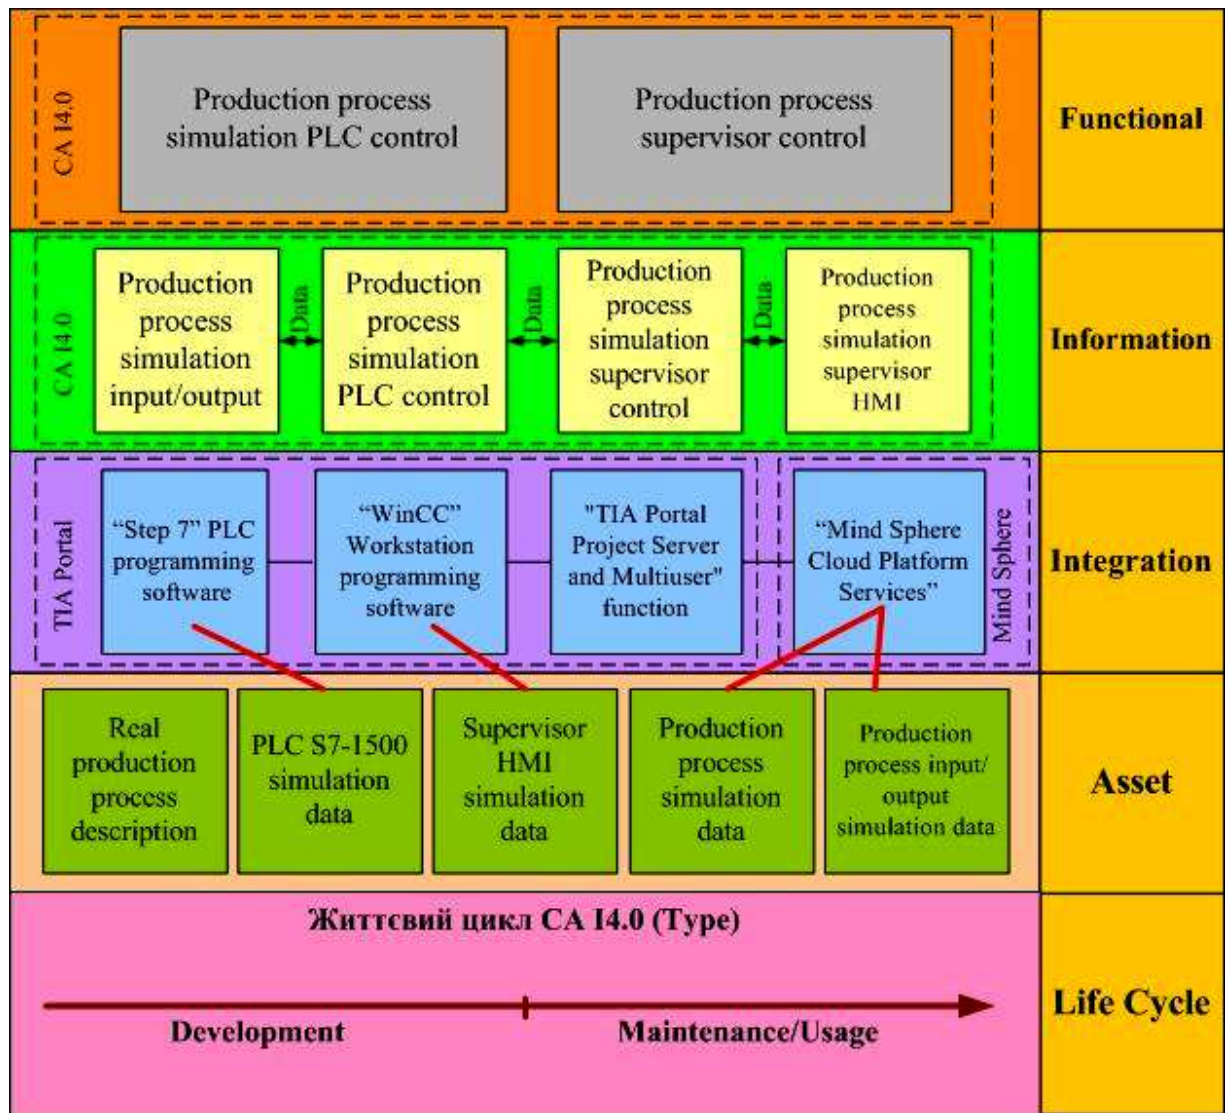 CA I4.0
Production process
simulation PLC control
Production process
supervisor control
Functional
CA I4.0
Production
process
simulation
input/output
Data
Production
process
simulation
PLC control
Data
Production
process
simulation
supervisor
control
Data
Production
process
simulation
supervisor
HMI
Information
TIA Portal
“Step 7” PLC
programming
software
“WinCC”
Workstation
programming
software
"TIA Portal
Project Server
and Multiuser"
function
“Mind Sphere
Cloud Platform
Services”
Mind Sphere
Integration
Real
production
process
description
PLC S7-1500
simulation
data
Supervisor
HMI
simulation
data
Production
process
simulation
data
Production
process input/
output
simulation data
Asset
Життєвий цикл CA I4.0 (Type)
Development
Maintenance/Usage
Life Cycle